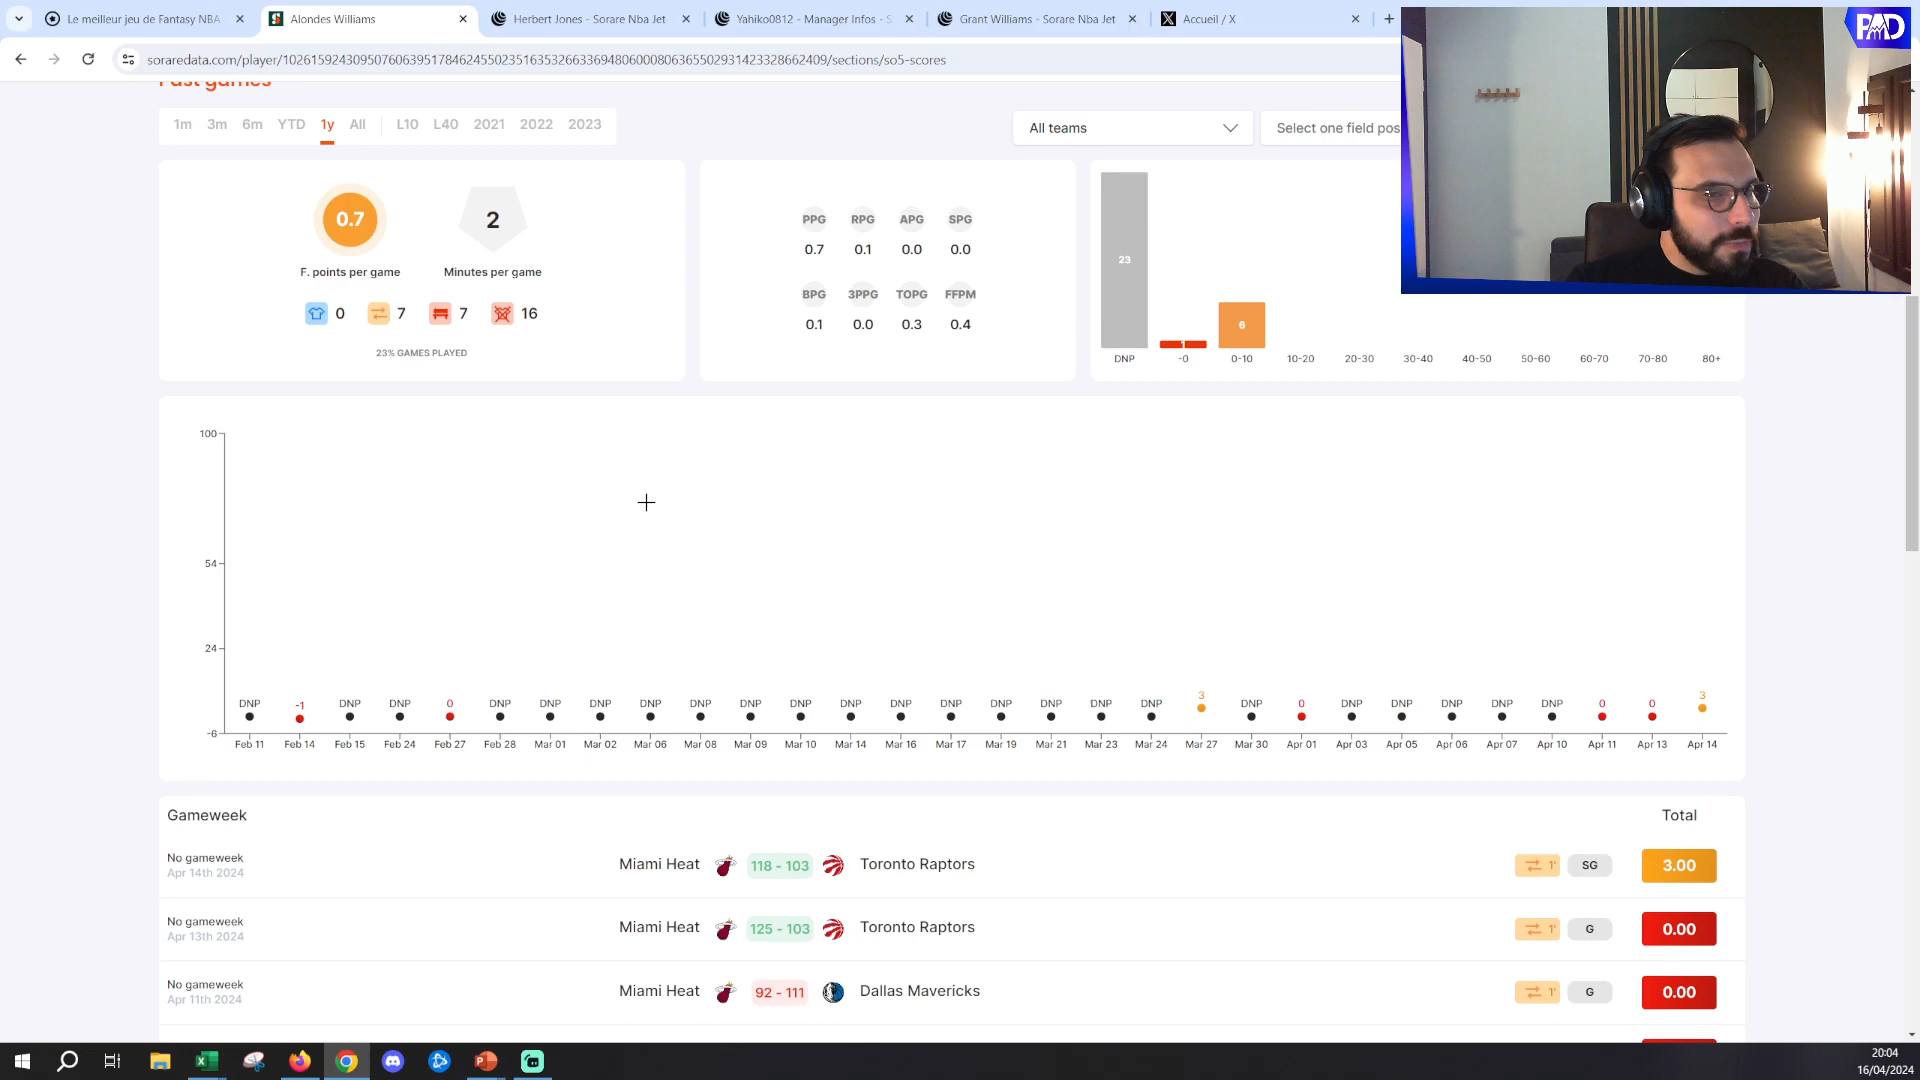 Le meilleur jeu de Fantasy NBA
Alondes Williams
Herbert Jones - Sorare Nba Jet
Yahiko0812 - Manager Infos - S
Grant Williams - Sorare Nba Jet
Accueil / X
Past games
1m 3m 6m YTD 1y All L10 L40 2021 2022 2023
All teams
Select one field pos
0.7
2
F. points per game
Minutes per game
0 7 7 16
23% GAMES PLAYED
PPG RPG APG SPG
0.7 0.1 0.0 0.0
BPG 3PPG TOPG FFPM
0.1 0.0 0.3 0.4
23
1
6
DNP -0 0-10 10-20 20-30 30-40 40-50 50-60 60-70 70-80 80+
100
54
24
-6
DNP -1 DNP DNP 0 DNP DNP DNP DNP DNP DNP DNP DNP DNP DNP DNP DNP DNP DNP 3 DNP 0 DNP DNP DNP DNP DNP 0 0 3
Feb 11 Feb 14 Feb 15 Feb 24 Feb 27 Feb 28 Mar 01 Mar 02 Mar 06 Mar 08 Mar 09 Mar 10 Mar 14 Mar 16 Mar 17 Mar 19 Mar 21 Mar 23 Mar 24 Mar 27 Mar 30 Apr 01 Apr 03 Apr 05 Apr 06 Apr 07 Apr 10 Apr 11 Apr 13 Apr 14
Gameweek Total
No gameweek
Apr 14th 2024
Miami Heat 118 - 103 Toronto Raptors 1' SG 3.00
No gameweek
Apr 13th 2024
Miami Heat 125 - 103 Toronto Raptors 1' G 0.00
No gameweek
Apr 11th 2024
Miami Heat 92 - 111 Dallas Mavericks 1' G 0.00
20:04
16/04/2024